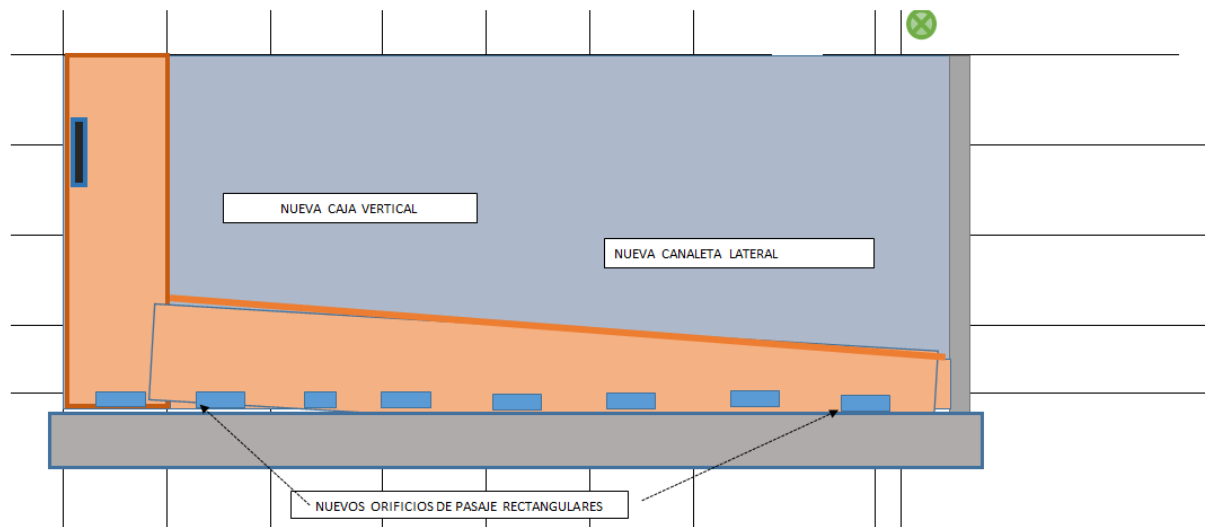 NUEVA CAJA VERTICAL
NUEVA CANALETA LATERAL
NUEVOS ORIFICIOS DE PASAJE RECTANGULARES